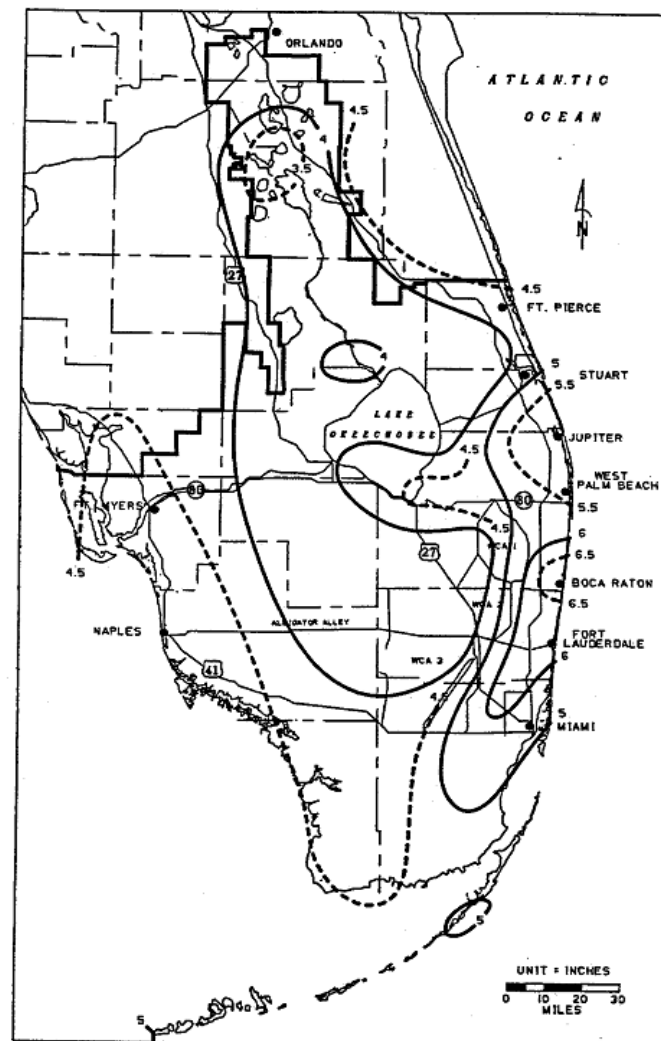 ORLANDO
ATLANTIC
OCEAN
4.5
4
3.5
N
27
4.5
FT. PIERCE
4
5
STUART
5.5
LAKE
OKEECHOBEE
4.5
JUPITER
WEST
PALM BEACH
80
80
5.5
FT. MYERS
4.5
6
27
WCA 1
6.5
4.5
BOCA RATON
WCA 2
6.5
NAPLES
ALLIGATOR ALLEY
FORT
LAUDERDALE
WCA 3
41
6
4.5
5
MIAMI
5
UNIT = INCHES
0 10 20 30
MILES
5